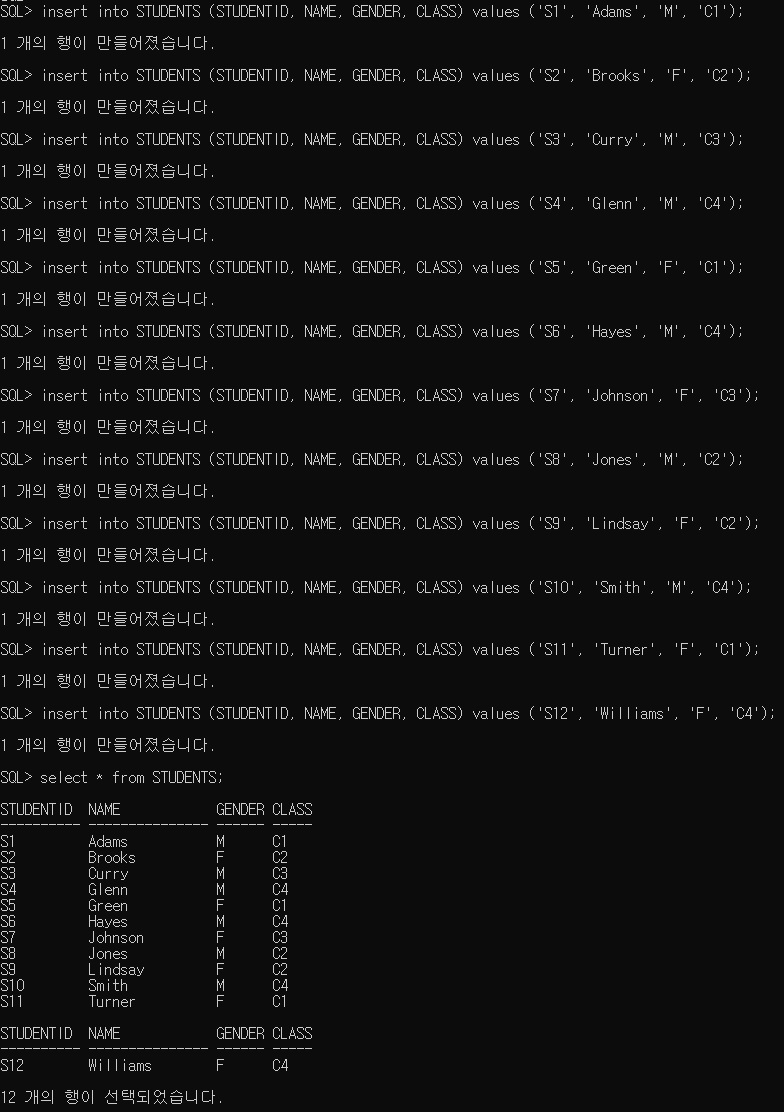 SQL> insert into STUDENTS (STUDENTID, NAME, GENDER, CLASS) values ('S1', 'Adams', 'M', 'C1');
1 개의 행이 만들어졌습니다.
SQL> insert into STUDENTS (STUDENTID, NAME, GENDER, CLASS) values ('S2', 'Brooks', 'F', 'C2');
1 개의 행이 만들어졌습니다.
SQL> insert into STUDENTS (STUDENTID, NAME, GENDER, CLASS) values ('S3', 'Curry', 'M', 'C3');
1 개의 행이 만들어졌습니다.
SQL> insert into STUDENTS (STUDENTID, NAME, GENDER, CLASS) values ('S4', 'Glenn', 'M', 'C4');
1 개의 행이 만들어졌습니다.
SQL> insert into STUDENTS (STUDENTID, NAME, GENDER, CLASS) values ('S5', 'Green', 'F', 'C1');
1 개의 행이 만들어졌습니다.
SQL> insert into STUDENTS (STUDENTID, NAME, GENDER, CLASS) values ('S6', 'Hayes', 'M', 'C4');
1 개의 행이 만들어졌습니다.
SQL> insert into STUDENTS (STUDENTID, NAME, GENDER, CLASS) values ('S7', 'Johnson', 'F', 'C3');
1 개의 행이 만들어졌습니다.
SQL> insert into STUDENTS (STUDENTID, NAME, GENDER, CLASS) values ('S8', 'Jones', 'M', 'C2');
1 개의 행이 만들어졌습니다.
SQL> insert into STUDENTS (STUDENTID, NAME, GENDER, CLASS) values ('S9', 'Lindsay', 'F', 'C2');
1 개의 행이 만들어졌습니다.
SQL> insert into STUDENTS (STUDENTID, NAME, GENDER, CLASS) values ('S10', 'Smith', 'M', 'C4');
1 개의 행이 만들어졌습니다.
SQL> insert into STUDENTS (STUDENTID, NAME, GENDER, CLASS) values ('S11', 'Turner', 'F', 'C1');
1 개의 행이 만들어졌습니다.
SQL> insert into STUDENTS (STUDENTID, NAME, GENDER, CLASS) values ('S12', 'Williams', 'F', 'C4');
1 개의 행이 만들어졌습니다.
SQL> select * from STUDENTS;
STUDENTID  NAME            GENDER CLASS
---------- --------------- ------ -----
S1         Adams           M      C1
S2         Brooks          F      C2
S3         Curry           M      C3
S4         Glenn           M      C4
S5         Green           F      C1
S6         Hayes           M      C4
S7         Johnson         F      C3
S8         Jones           M      C2
S9         Lindsay         F      C2
S10        Smith           M      C4
S11        Turner          F      C1
STUDENTID  NAME            GENDER CLASS
---------- --------------- ------ -----
S12        Williams        F      C4
12 개의 행이 선택되었습니다.